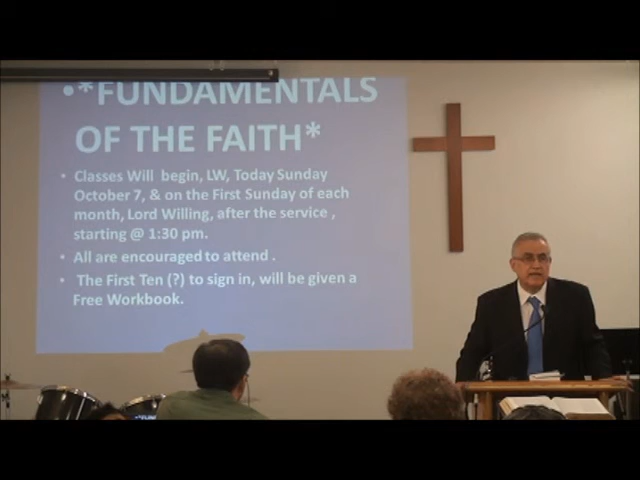 •*FUNDAMENTALS
OF THE FAITH*
• Classes Will begin, LW, Today Sunday
October 7, & on the First Sunday of each
month, Lord Willing, after the service ,
starting @ 1:30 pm.
• All are encouraged to attend .
• The First Ten (?) to sign in, will be given a
Free Workbook.